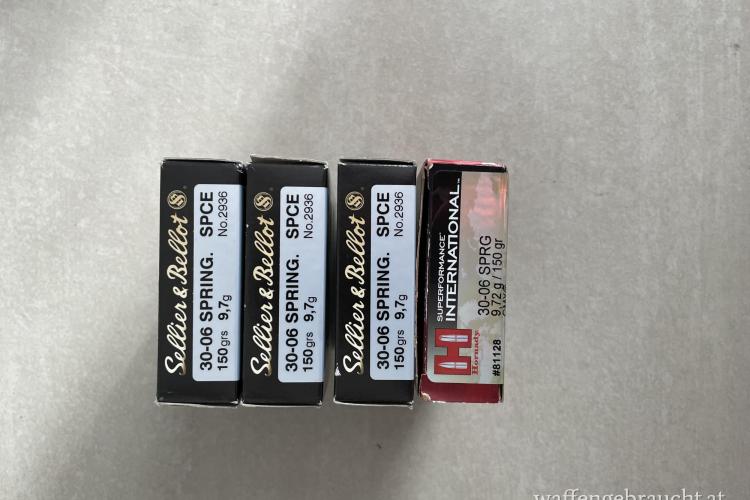 Sellier & Bellot
30-06 SPRING. SPCE
150grs 9,7g No.2936
Sellier & Bellot
30-06 SPRING. SPCE
150grs 9,7g No.2936
Sellier & Bellot
30-06 SPRING. SPCE
150grs 9,7g No.2936
SUPERFORMANCE™
INTERNATIONAL™
H
Hornady
30-06 SPRG
9.72 g / 150 gr
#81128
waffengebraucht.at